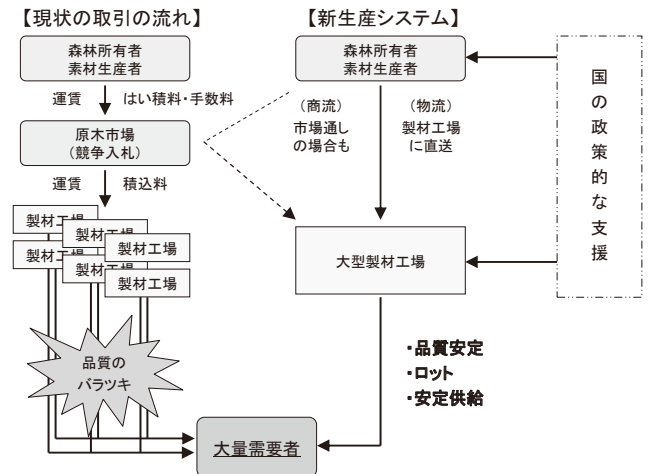 【現状の取引の流れ】
森林所有者
素材生産者
運賃 はい積料・手数料
原木市場
(競争入札)
運賃 積込料
製材工場
製材工場
製材工場
製材工場
製材工場
製材工場
品質の
バラツキ
【新生産システム】
森林所有者
素材生産者
(商流)
市場通し
の場合も
(物流)
製材工場
に直送
大型製材工場
・品質安定
・ロット
・安定供給
大量需要者
国の政策的な支援